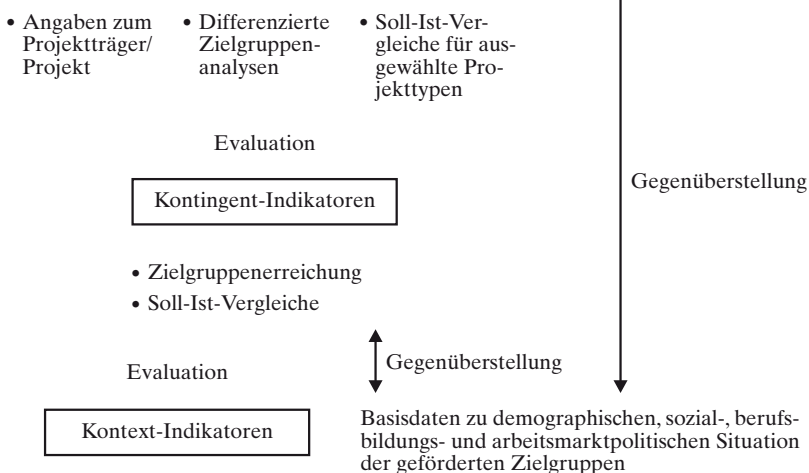 • Angaben zum
Projektträger/
Projekt
• Differenzierte
Zielgruppen-
analysen
• Soll-Ist-Ver-
gleiche für aus-
gewählte Pro-
jekttypen
Evaluation
Kontingent-Indikatoren
Gegenüberstellung
• Zielgruppenerreichung
• Soll-Ist-Vergleiche
Gegenüberstellung
Evaluation
Kontext-Indikatoren
Basisdaten zu demographischen, sozial-, berufs-
bildungs- und arbeitsmarktpolitischen Situation
der geförderten Zielgruppen